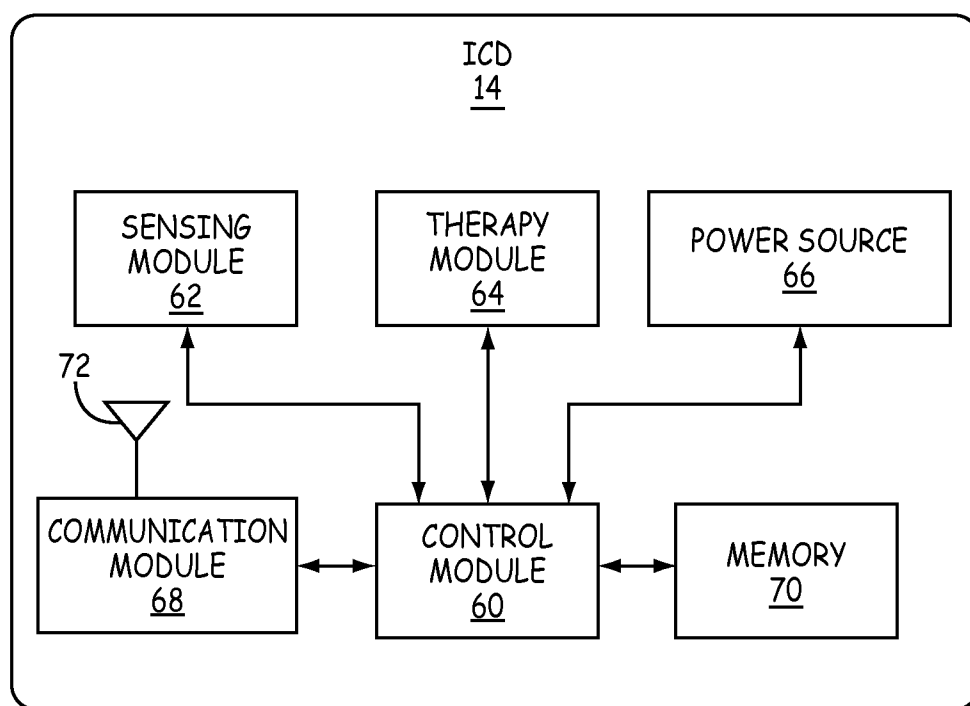 ICD
14
SENSING
MODULE
62
THERAPY
MODULE
64
POWER SOURCE
66
72
COMMUNICATION
MODULE
68
CONTROL
MODULE
60
MEMORY
70